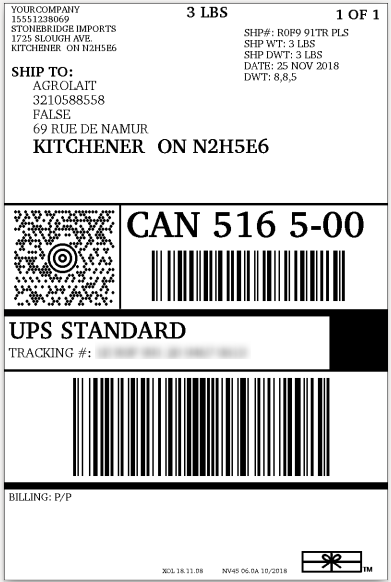 YOURCOMPANY
15551238069
STONEBRIDGE IMPORTS
1725 SLOUGH AVE.
KITCHENER  ON N2H5E6
3 LBS
1 OF 1
SHP#: R0F9 91TR PLS
SHP WT: 3 LBS
SHP DWT: 3 LBS
DATE: 25 NOV 2018
DWT: 8,8,5
SHIP TO:
AGROLAIT
3210588558
FALSE
69 RUE DE NAMUR
KITCHENER  ON N2H5E6
CAN 516 5-00
UPS STANDARD
TRACKING #:
BILLING: P/P
XOL 18.11.08
NV45 06.0A 10/2018
TM